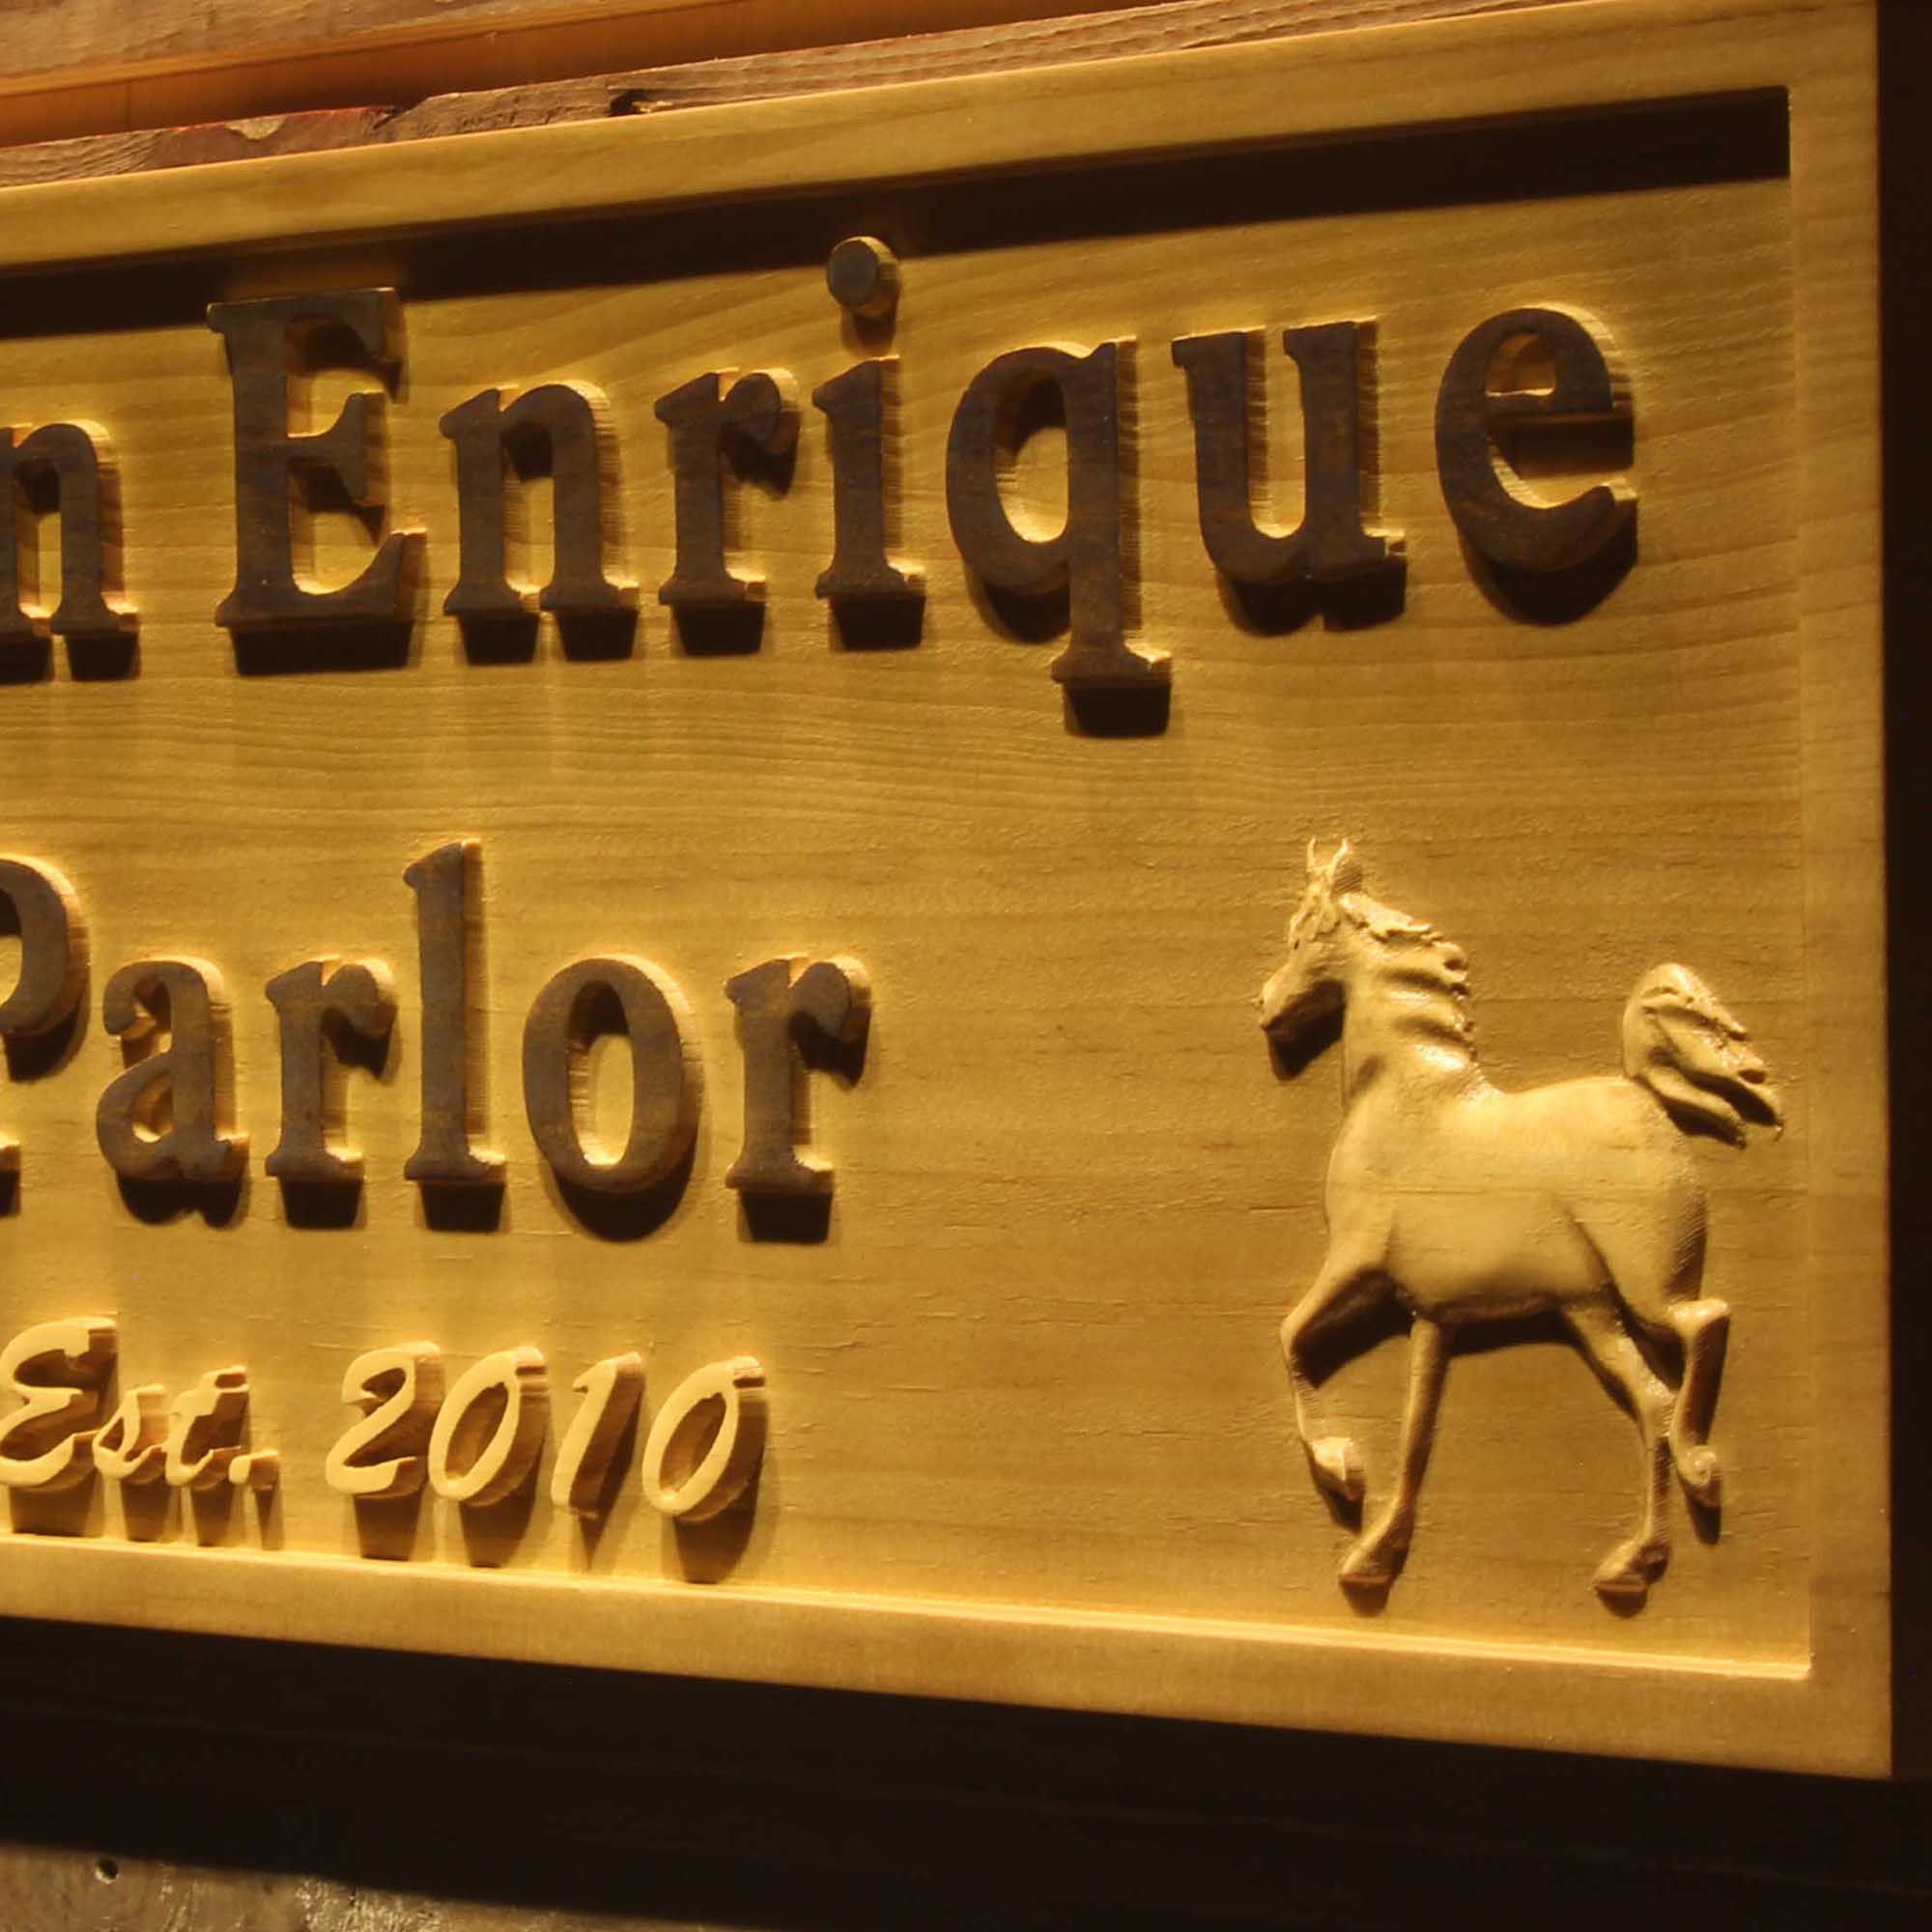 n Enrique
Parlor
Est. 2010